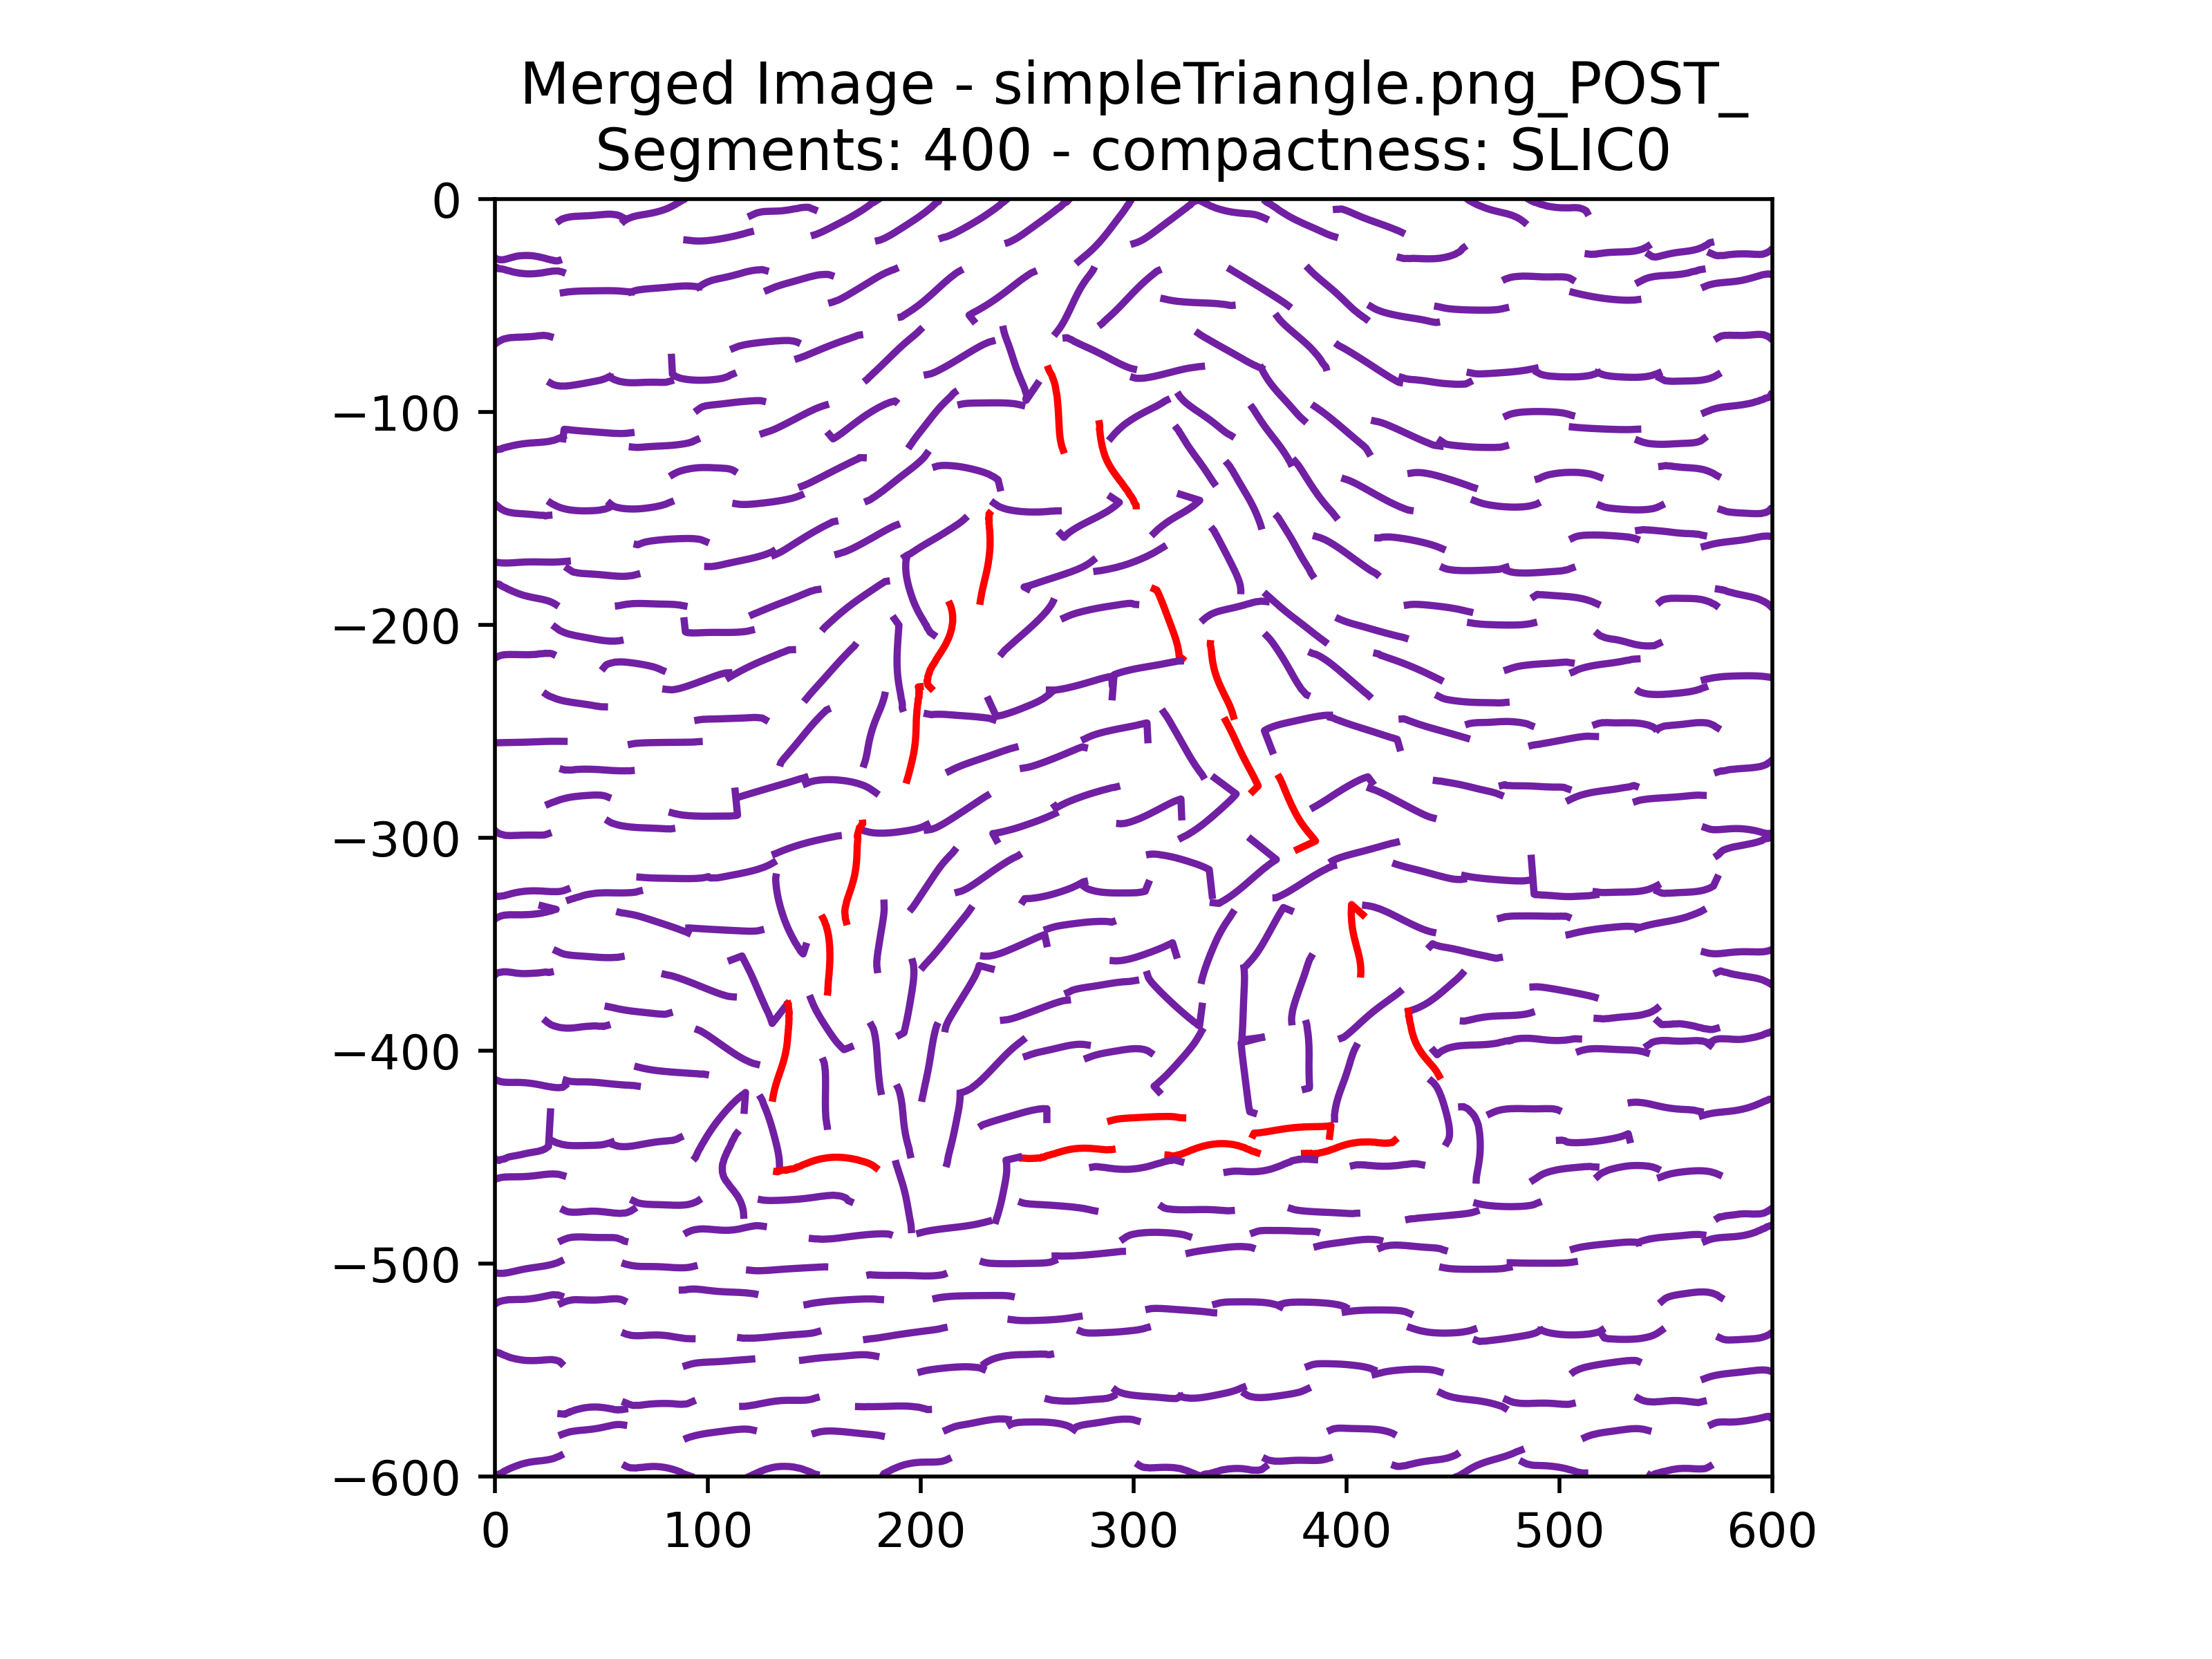 Merged Image - simpleTriangle.png_POST_
Segments: 400 - compactness: SLIC0
0
−100
−200
−300
−400
−500
−600
0 100 200 300 400 500 600